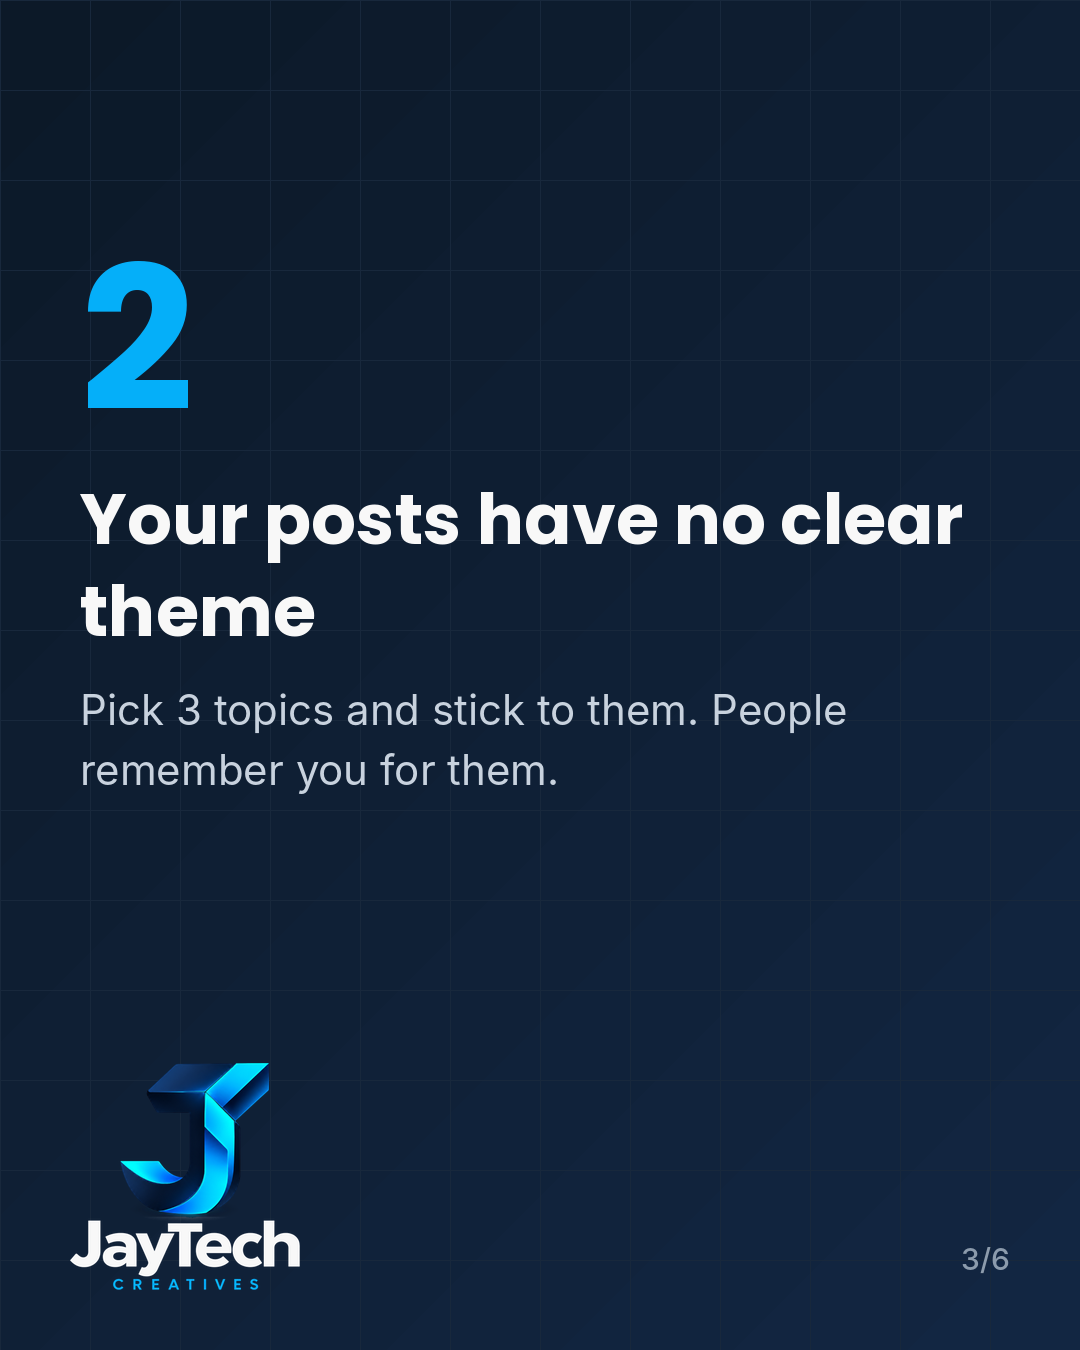 2
Your posts have no clear
theme
Pick 3 topics and stick to them. People
remember you for them.
JayTech
CREATIVES
3/6